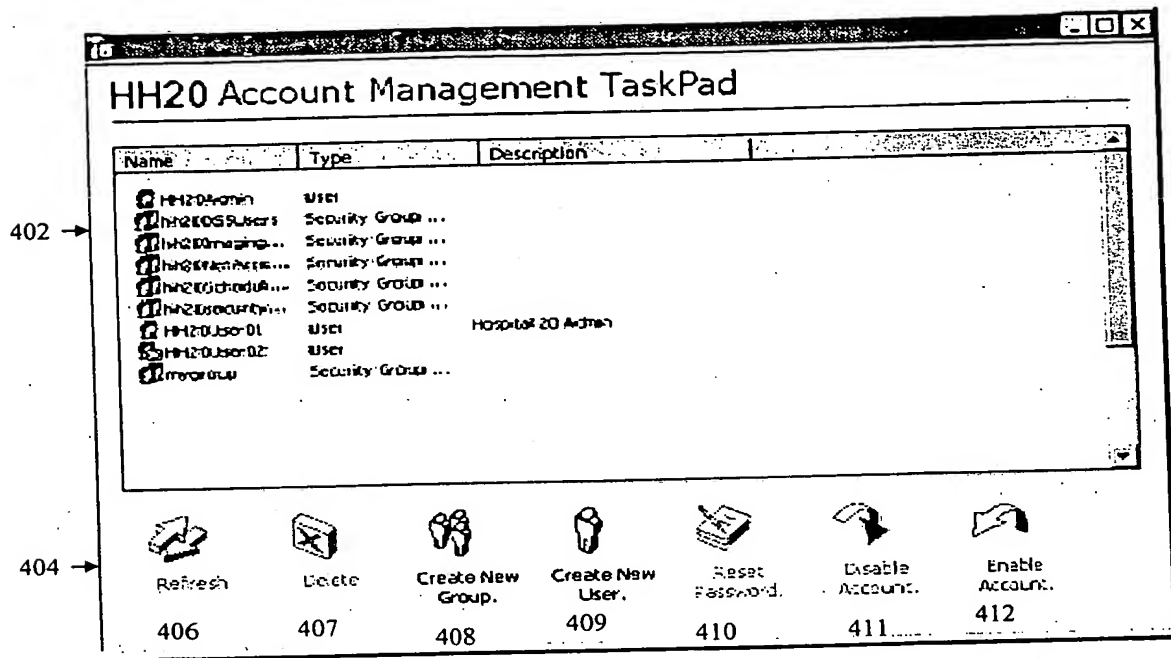 HH20 Account Management TaskPad
Name Type Description
HH20Admin User
Security Group ...
Security Group ...
Security Group ...
Security Group ...
Security Group ...
402
HH20User01 User Hospital 20 Admin
HH20User02 User
mygroup Security Group ...
404
Refresh Delete Create New Group. Create New User. Reset Password. Disable Account. Enable Account.
406 407 408 409 410 411 412